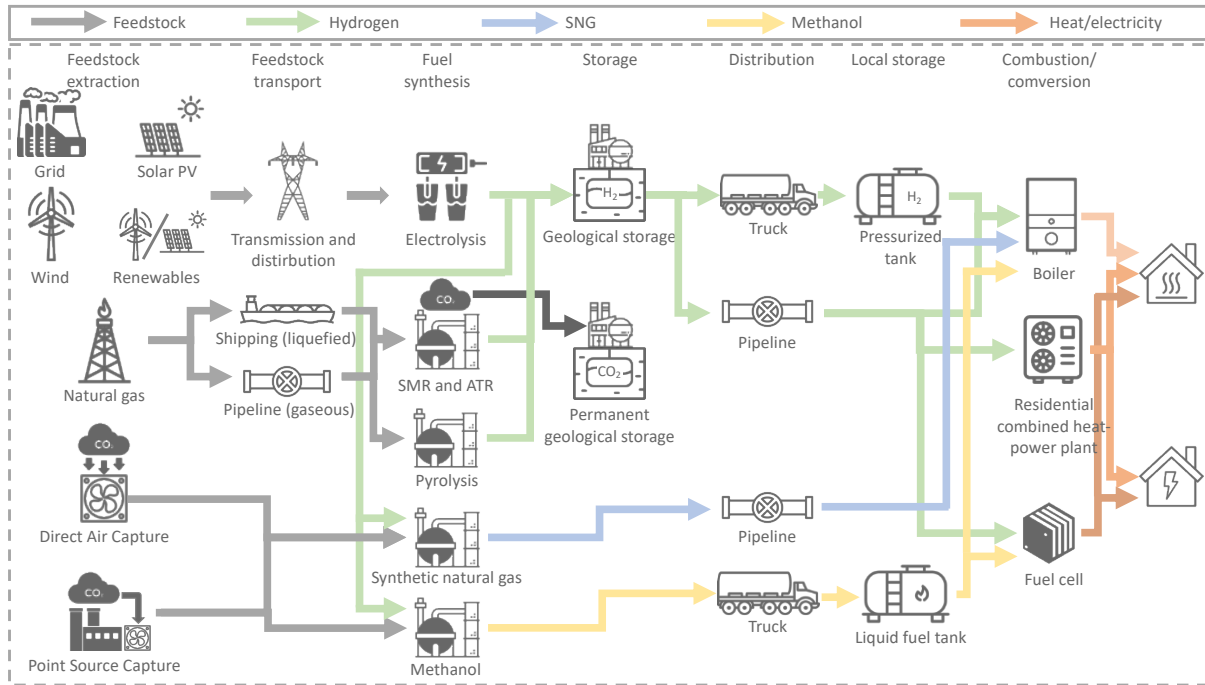 Feedstock
Hydrogen
SNG
Methanol
Heat/electricity
Feedstock
extraction
Feedstock
transport
Fuel
synthesis
Storage
Distribution
Local storage
Combustion/
comversion
Grid
Solar PV
Wind
Renewables
Transmission and
distirbution
Electrolysis
H₂
Geological storage
Truck
H₂
Pressurized
tank
Boiler
Natural gas
Shipping (liquefied)
Pipeline (gaseous)
CO₂
SMR and ATR
CO₂
Permanent
geological storage
Pipeline
Residential
combined heat-
power plant
Pyrolysis
CO₂
Direct Air Capture
Synthetic natural gas
Pipeline
Fuel cell
CO₂
Point Source Capture
Methanol
Truck
Liquid fuel tank